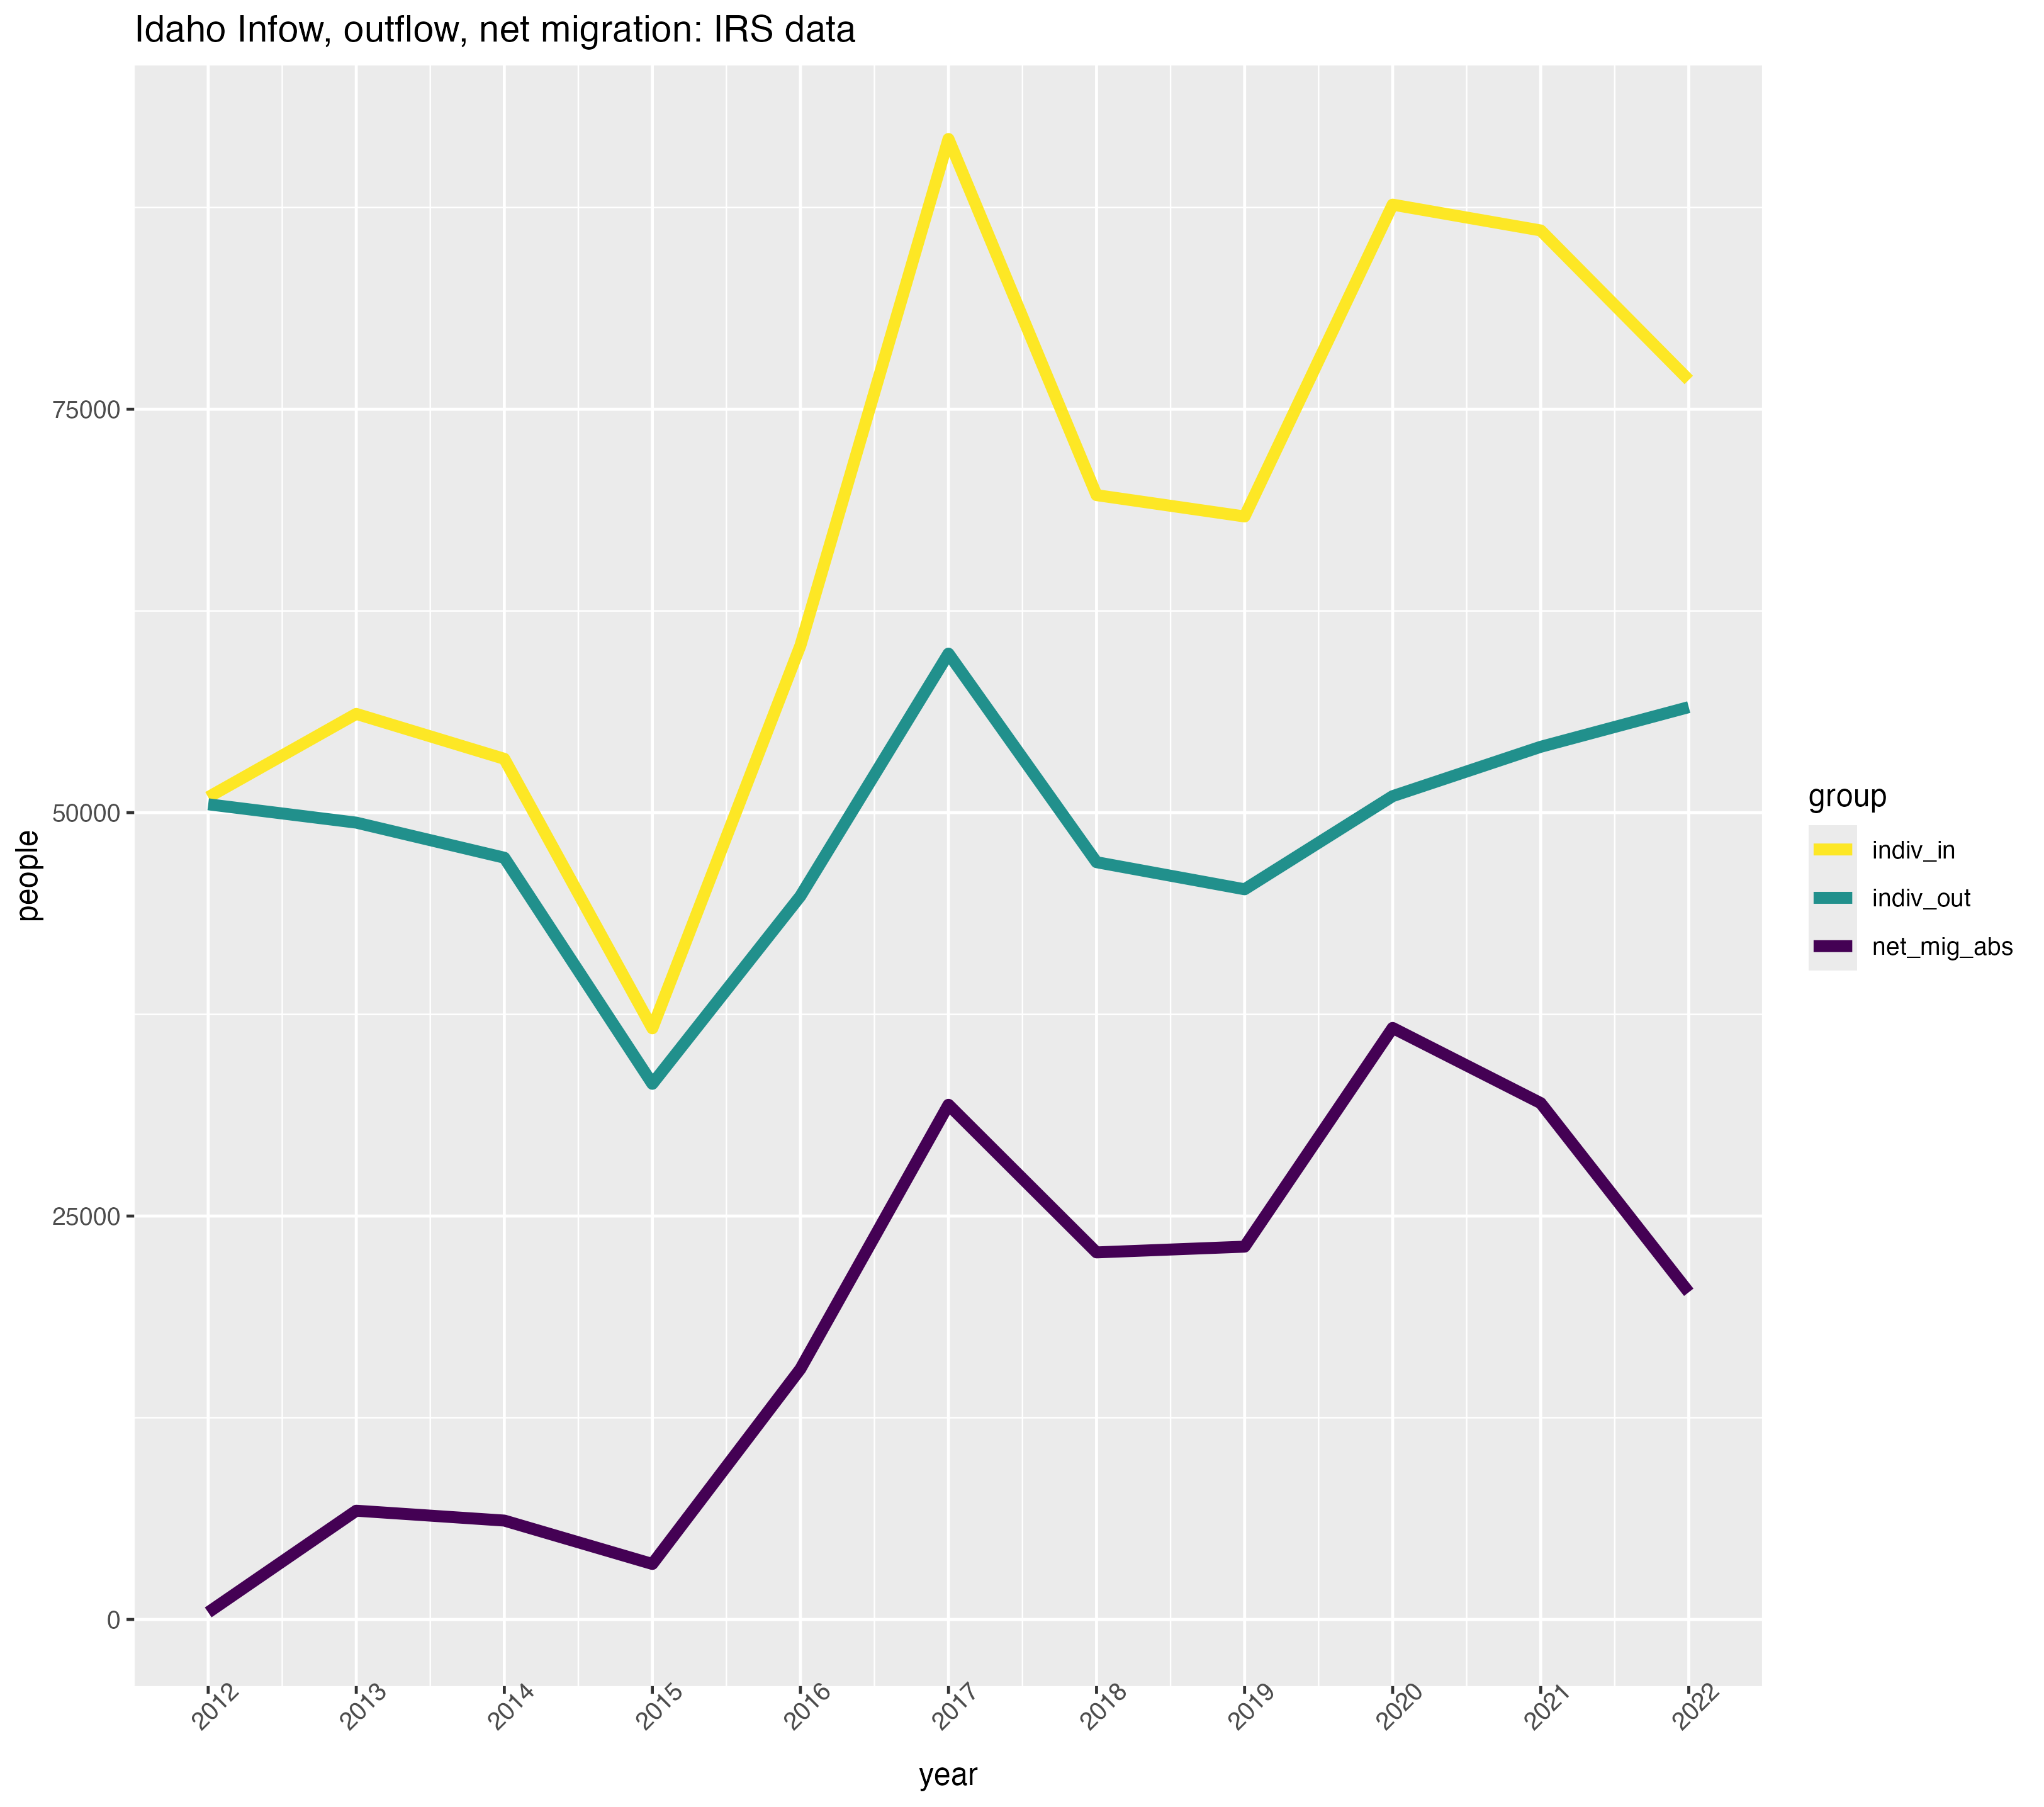 Idaho Infow, outflow, net migration: IRS data
people
75000
50000
25000
0
2012
2013
2014
2015
2016
2017
2018
2019
2020
2021
2022
year
group
indiv_in
indiv_out
net_mig_abs